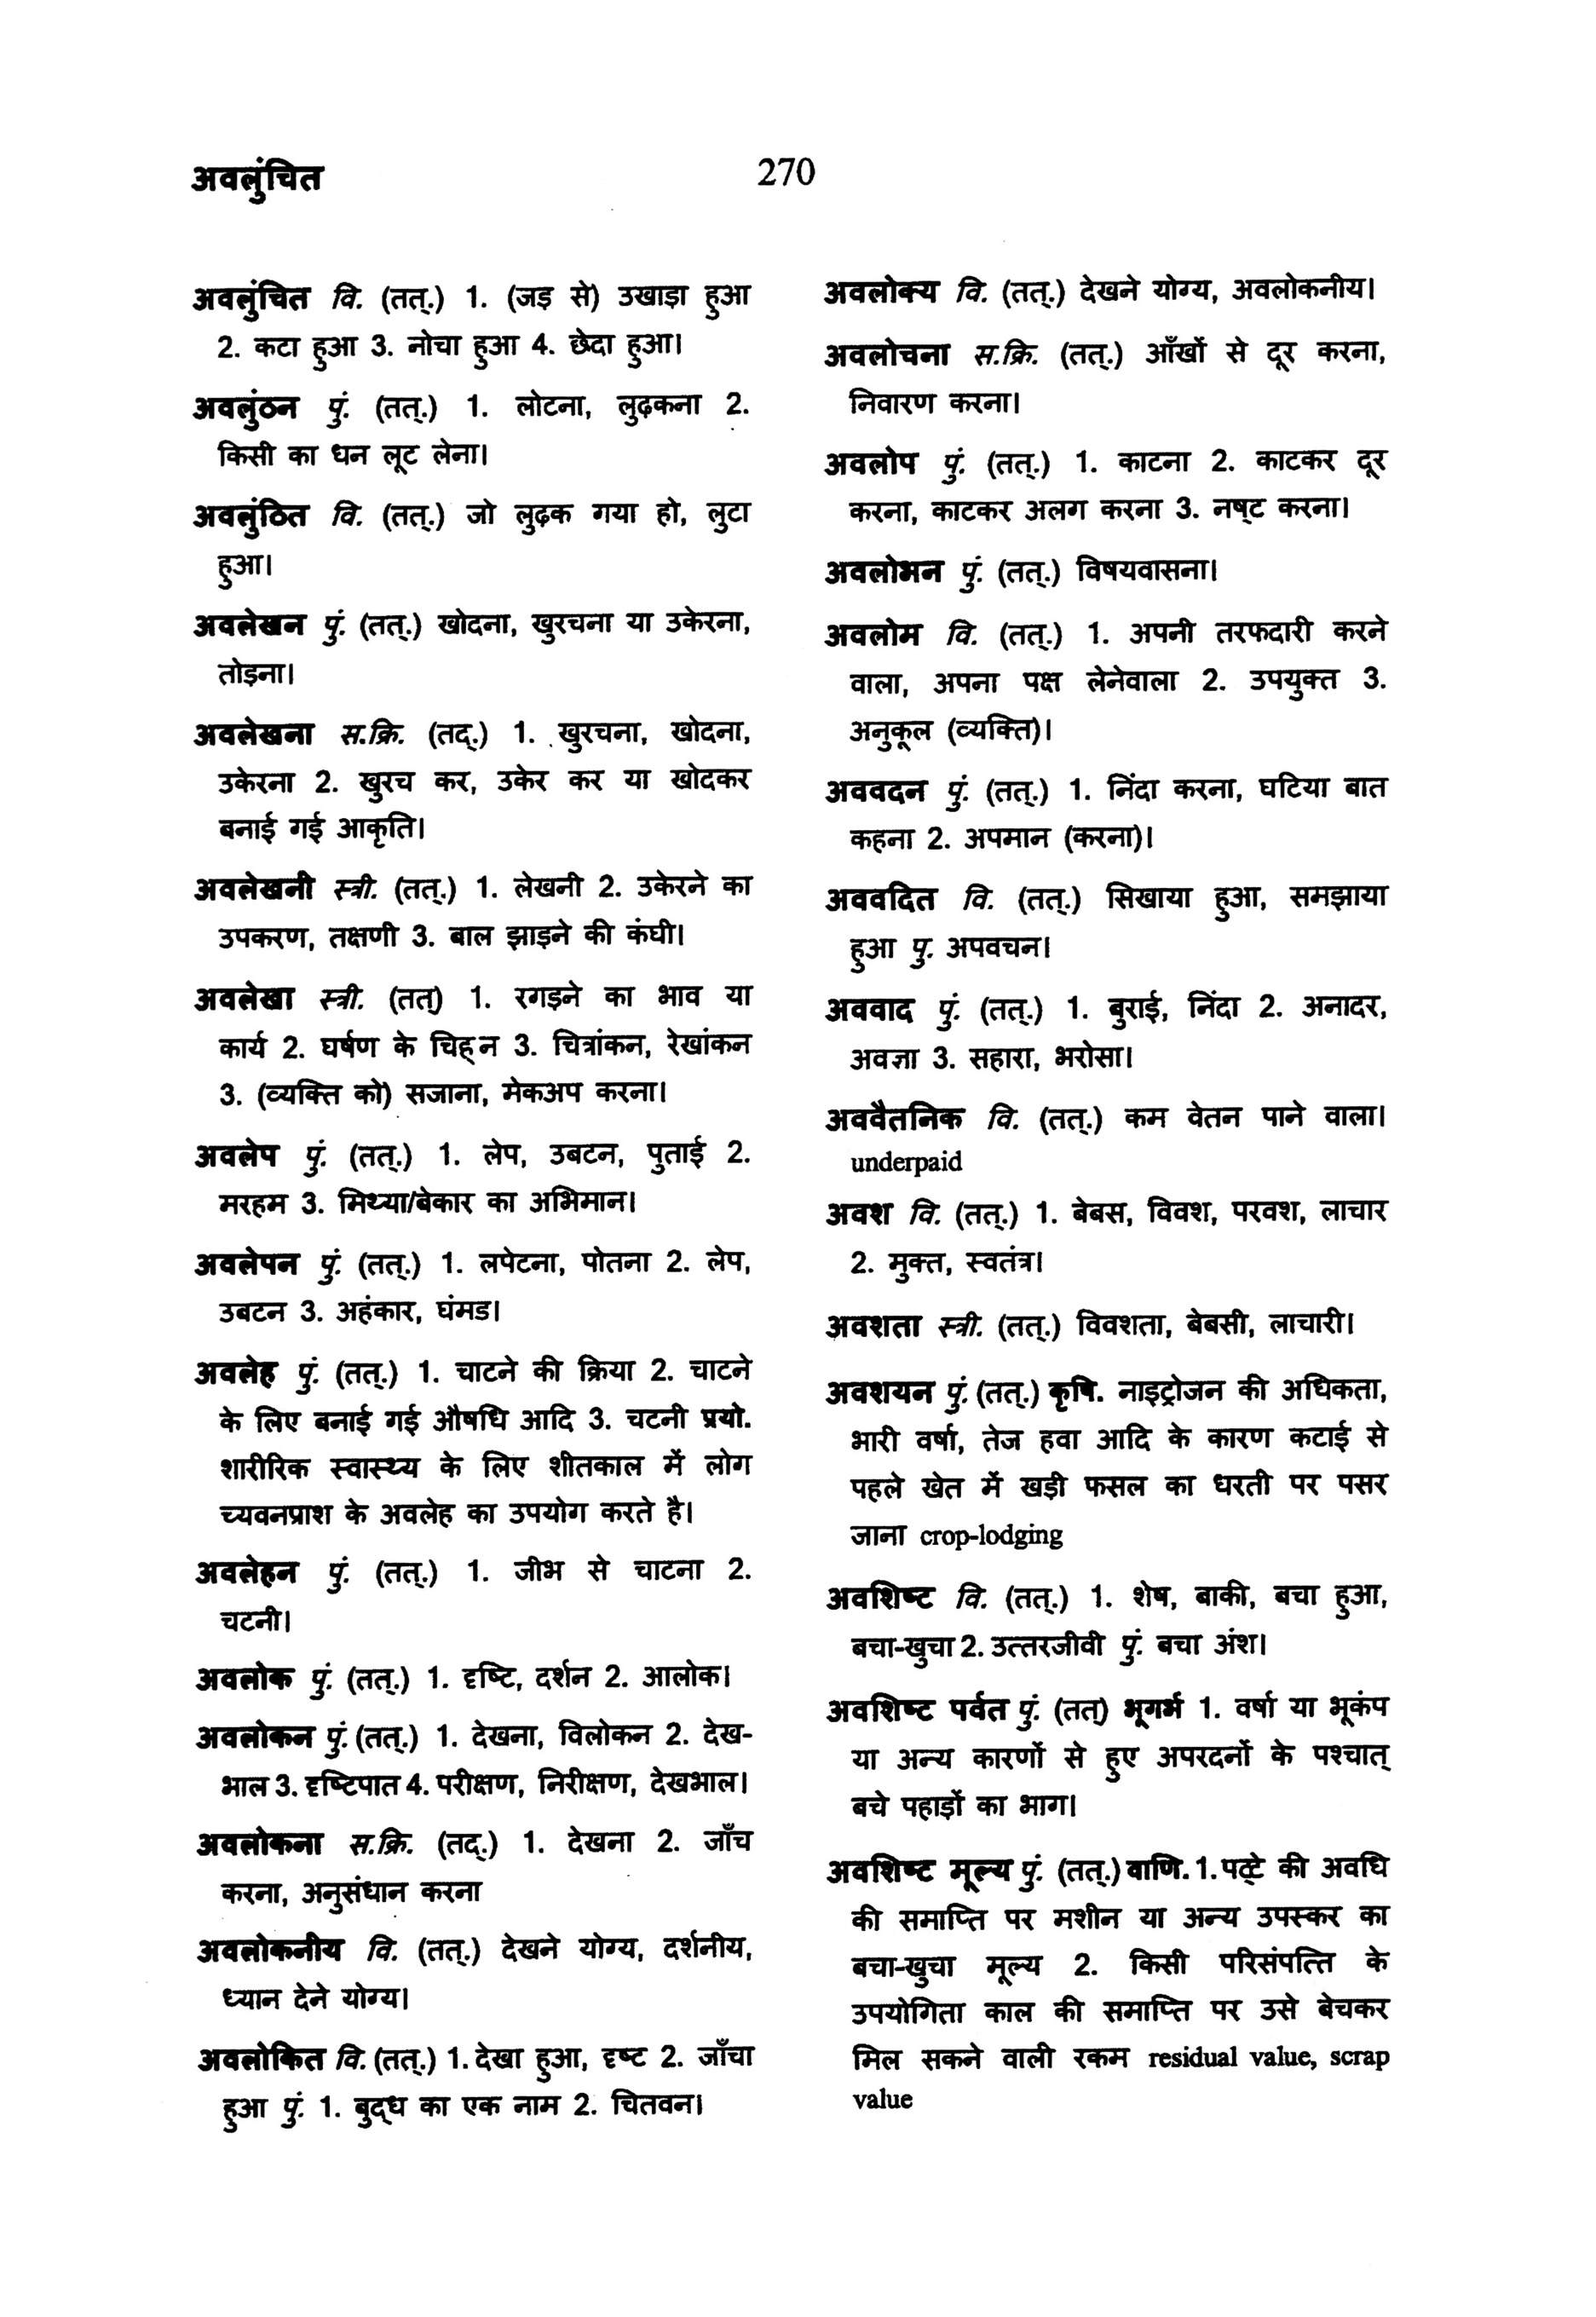 अवलुंचित
270
अवलुंचित वि. (तत्.) 1. (जड़ से) उखाड़ा हुआ
2. कटा हुआ 3. नोचा हुआ 4. छेदा हुआ।
अवलुंठन पुं. (तत्.) 1. लोटना, लुढ़कना 2.
किसी का धन लूट लेना।
अवलुंठित वि. (तत्.) जो लुढ़क गया हो, लुटा
हुआ।
अवलेखन पुं. (तत्.) खोदना, खुरचना या उकेरना,
तोड़ना।
अवलेखना स.क्रि. (तद्.) 1. खुरचना, खोदना,
उकेरना 2. खुरच कर, उकेर कर या खोदकर
बनाई गई आकृति।
अवलेखनी स्त्री. (तत्.) 1. लेखनी 2. उकेरने का
उपकरण, तक्षणी 3. बाल झाड़ने की कंघी।
अवलेखा स्त्री. (तत्) 1. रगड़ने का भाव या
कार्य 2. घर्षण के चिह्न 3. चित्रांकन, रेखांकन
3. (व्यक्ति को) सजाना, मेकअप करना।
अवलेप पुं. (तत्.) 1. लेप, उबटन, पुताई 2.
मरहम 3. मिथ्या/बेकार का अभिमान।
अवलेपन पुं. (तत्.) 1. लपेटना, पोतना 2. लेप,
उबटन 3. अहंकार, घंमड।
अवलेह पुं. (तत्.) 1. चाटने की क्रिया 2. चाटने
के लिए बनाई गई औषधि आदि 3. चटनी प्रयो.
शारीरिक स्वास्थ्य के लिए शीतकाल में लोग
च्यवनप्राश के अवलेह का उपयोग करते है।
अवलेहन पुं. (तत्.) 1. जीभ से चाटना 2.
चटनी।
अवलोक पुं. (तत्.) 1. दृष्टि, दर्शन 2. आलोक।
अवलोकन पुं. (तत्.) 1. देखना, विलोकन 2. देख-
भाल 3. दृष्टिपात 4. परीक्षण, निरीक्षण, देखभाल।
अवलोकना स.क्रि. (तद्.) 1. देखना 2. जाँच
करना, अनुसंधान करना
अवलोकनीय वि. (तत्.) देखने योग्य, दर्शनीय,
ध्यान देने योग्य।
अवलोकित वि. (तत्.) 1. देखा हुआ, दृष्ट 2. जाँचा
हुआ पुं. 1. बुद्ध का एक नाम 2. चितवन।
अवलोक्य वि. (तत्.) देखने योग्य, अवलोकनीय।
अवलोचना स.क्रि. (तत्.) आँखों से दूर करना,
निवारण करना।
अवलोप पुं. (तत्.) 1. काटना 2. काटकर दूर
करना, काटकर अलग करना 3. नष्ट करना।
अवलोभन पुं. (तत्.) विषयवासना।
अवलोम वि. (तत्.) 1. अपनी तरफदारी करने
वाला, अपना पक्ष लेनेवाला 2. उपयुक्त 3.
अनुकूल (व्यक्ति)।
अववदन पुं. (तत्.) 1. निंदा करना, घटिया बात
कहना 2. अपमान (करना)।
अववदित वि. (तत्.) सिखाया हुआ, समझाया
हुआ पु. अपवचन।
अववाद पुं. (तत्.) 1. बुराई, निंदा 2. अनादर,
अवज्ञा 3. सहारा, भरोसा।
अववैतनिक वि. (तत्.) कम वेतन पाने वाला।
underpaid
अवश वि. (तत्.) 1. बेबस, विवश, परवश, लाचार
2. मुक्त, स्वतंत्र।
अवशता स्त्री. (तत्.) विवशता, बेबसी, लाचारी।
अवशयन पुं. (तत्.) कृषि. नाइट्रोजन की अधिकता,
भारी वर्षा, तेज हवा आदि के कारण कटाई से
पहले खेत में खड़ी फसल का धरती पर पसर
जाना crop-lodging
अवशिष्ट वि. (तत्.) 1. शेष, बाकी, बचा हुआ,
बचा-खुचा 2. उत्तरजीवी पुं. बचा अंश।
अवशिष्ट पर्वत पुं. (तत्) भूगर्भ 1. वर्षा या भूकंप
या अन्य कारणों से हुए अपरदनों के पश्चात्
बचे पहाड़ों का भाग।
अवशिष्ट मूल्य पुं. (तत्.) वाणि. 1. पट्टे की अवधि
की समाप्ति पर मशीन या अन्य उपस्कर का
बचा-खुचा मूल्य 2. किसी परिसंपत्ति के
उपयोगिता काल की समाप्ति पर उसे बेचकर
मिल सकने वाली रकम residual value, scrap
value